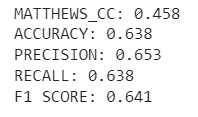 MATTHEWS_CC: 0.458
ACCURACY: 0.638
PRECISION: 0.653
RECALL: 0.638
F1 SCORE: 0.641